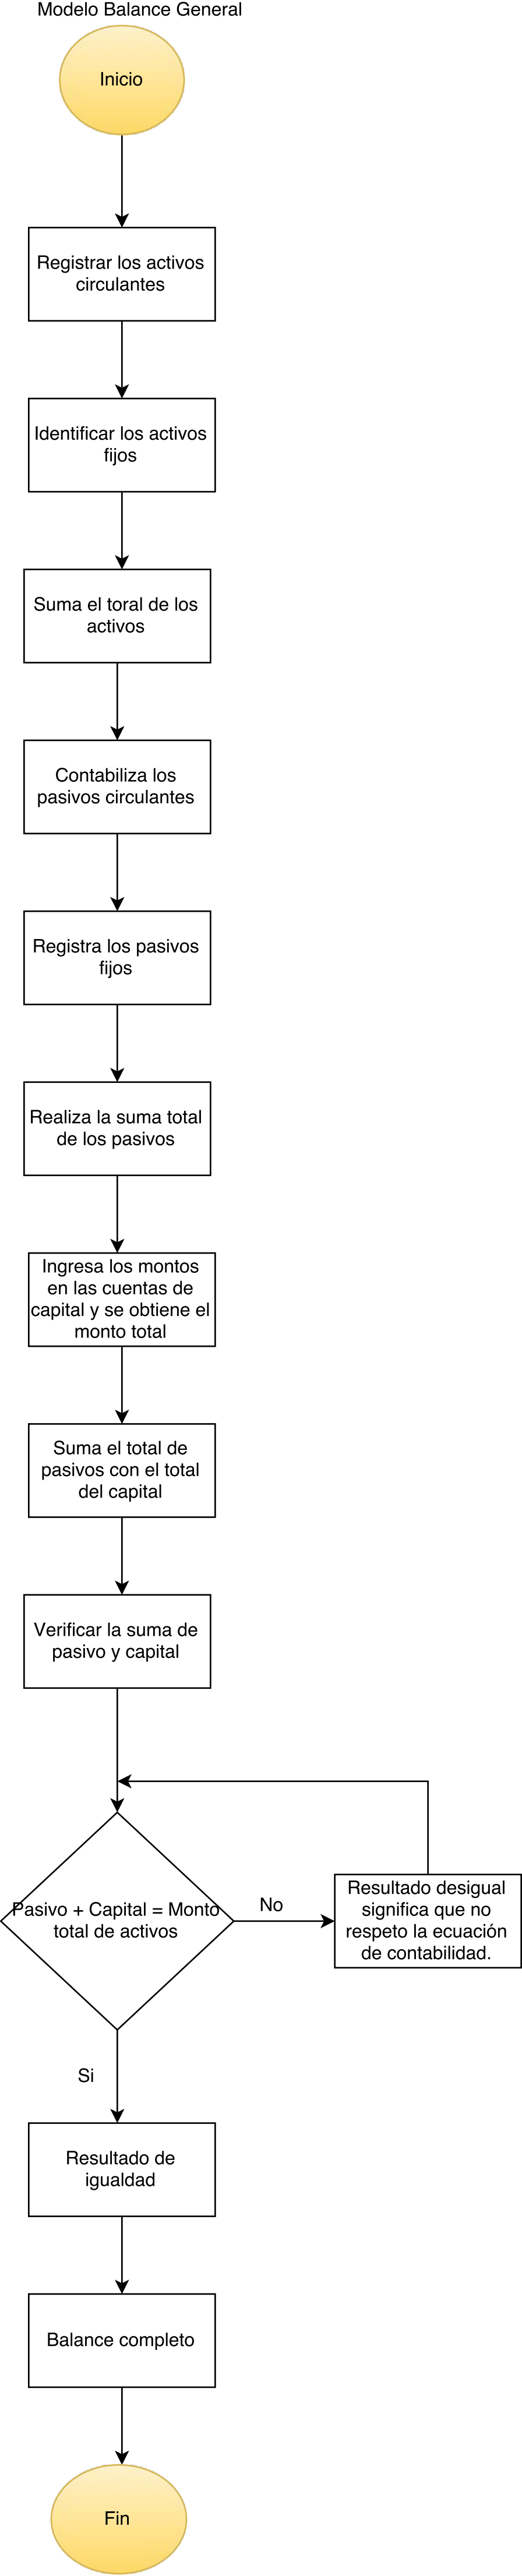 Modelo Balance General
Inicio
Registrar los activos
circulantes
Identificar los activos
fijos
Suma el toral de los
activos
Contabiliza los
pasivos circulantes
Registra los pasivos
fijos
Realiza la suma total
de los pasivos
Ingresa los montos
en las cuentas de
capital y se obtiene el
monto total
Suma el total de
pasivos con el total
del capital
Verificar la suma de
pasivo y capital
Pasivo + Capital = Monto
total de activos
No
Resultado desigual
significa que no
respeto la ecuación
de contabilidad.
Si
Resultado de
igualdad
Balance completo
Fin